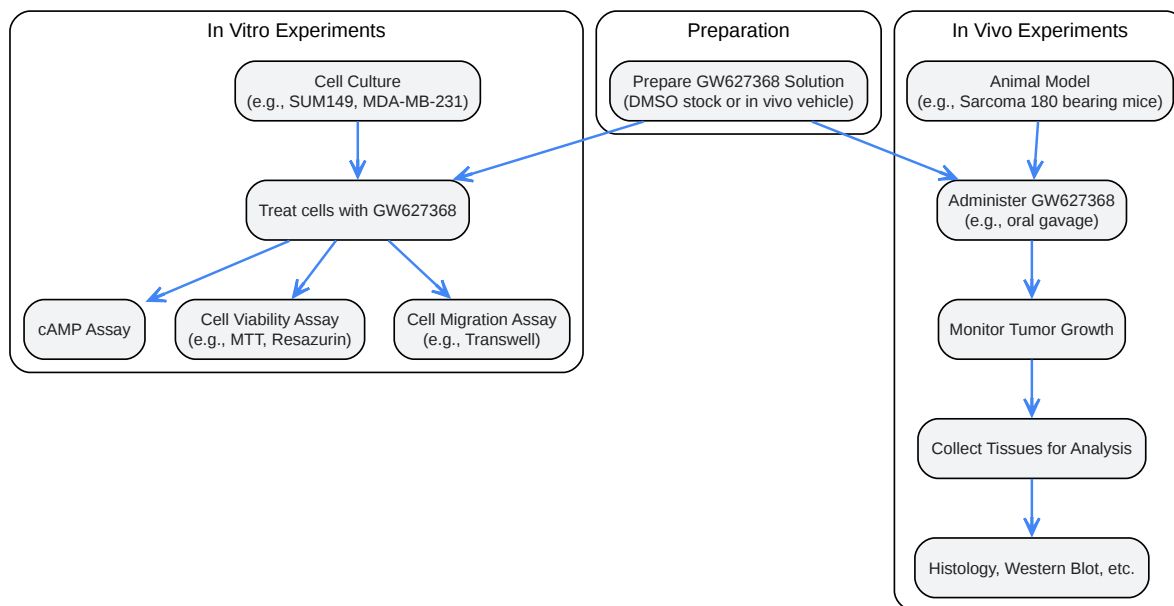 In Vitro Experiments
Cell Culture
(e.g., SUM149, MDA-MB-231)
Treat cells with GW627368
cAMP Assay
Cell Viability Assay
(e.g., MTT, Resazurin)
Cell Migration Assay
(e.g., Transwell)
Preparation
Prepare GW627368 Solution
(DMSO stock or in vivo vehicle)
In Vivo Experiments
Animal Model
(e.g., Sarcoma 180 bearing mice)
Administer GW627368
(e.g., oral gavage)
Monitor Tumor Growth
Collect Tissues for Analysis
Histology, Western Blot, etc.